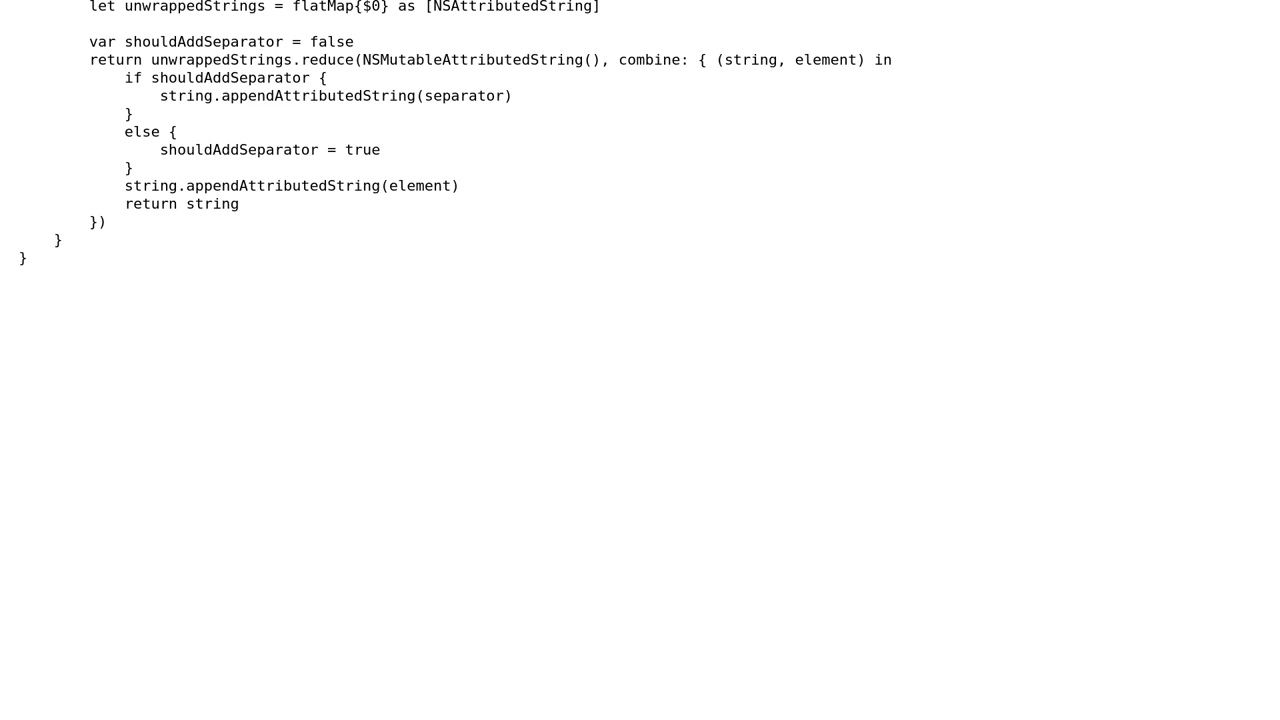 let unwrappedStrings = flatMap{$0} as [NSAttributedString]

        var shouldAddSeparator = false
        return unwrappedStrings.reduce(NSMutableAttributedString(), combine: { (string, element) in
            if shouldAddSeparator {
                string.appendAttributedString(separator)
            }
            else {
                shouldAddSeparator = true
            }
            string.appendAttributedString(element)
            return string
        })
    }
}